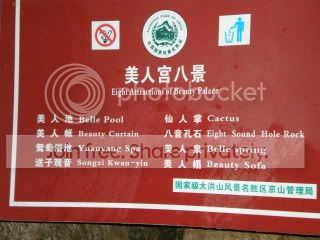 美人宫八景
Eight Attractions of Beauty Palace
美人池 Belle Pool
仙人掌 Cactus
美人帐 Beauty Curtain
八音孔石 Eight Sound Hole Rock
鸳鸯浴池 Yuanyang Spa
美人泉 Belle spring
送子观音 Songzi Kwan-yin
美人榻 Beauty Sofa
国家级大洪山风景名胜区京山管理局
photobucket
share privately